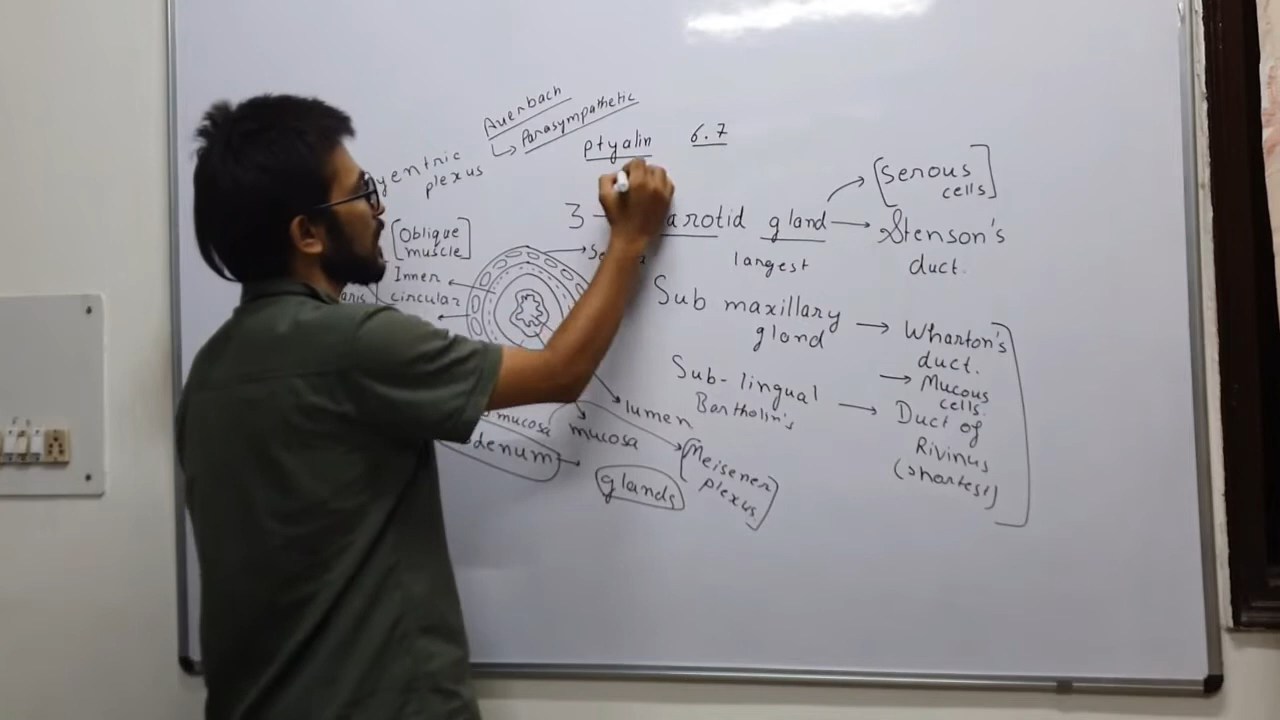 Auerbach
↳ Parasympathetic
yentric
plexus
ptyalin 6.7
3 → arotid gland → Stenson's
duct.
largest
[Serous
cells]
[Oblique
muscle]
Inner
circular
Sub maxillary
gland → Wharton's
duct.
→ Mucous
cells.
Sub-lingual
Bartholin's → Duct of
Rivinus
(shortest)
lumen
mucosa
mucosa
denum →
glands
[Meisener
plexus]